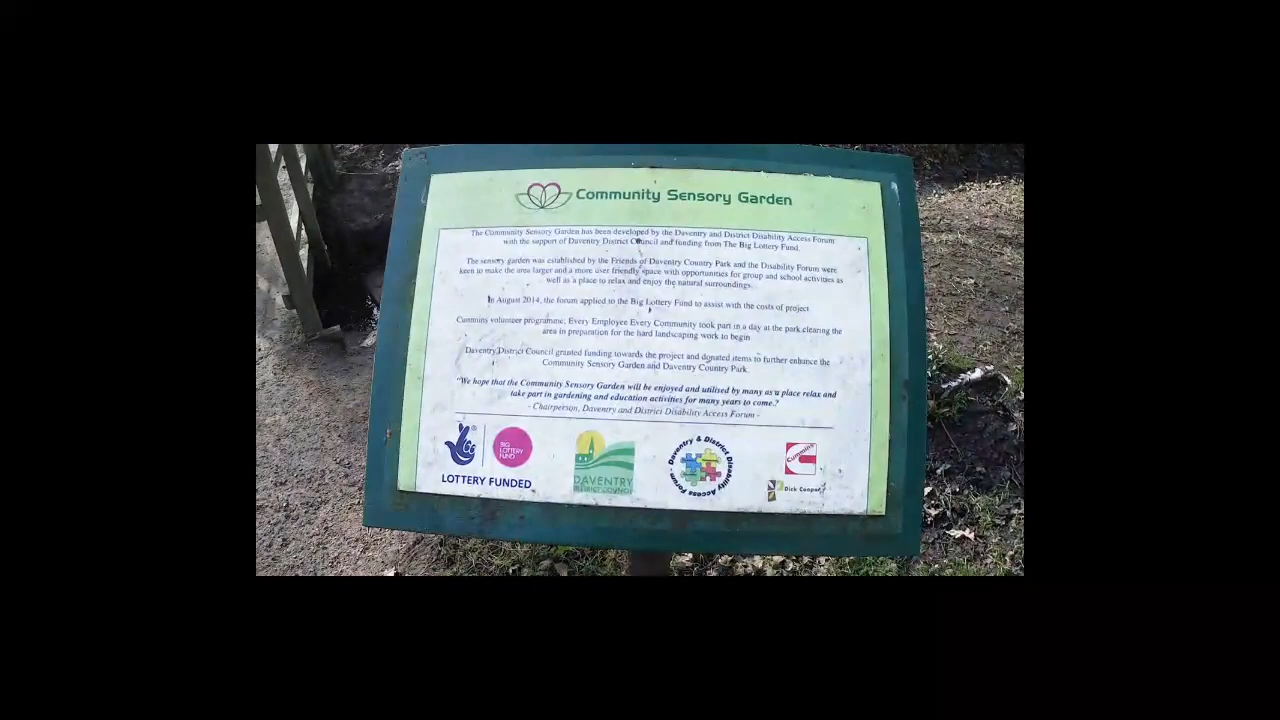 Community Sensory Garden
The Community Sensory Garden has been developed by the Daventry and District Disability Access Forum
with the support of Daventry District Council and funding from The Big Lottery Fund.
The sensory garden was established by the Friends of Daventry Country Park and the Disability Forum were
keen to make the area larger and a more user friendly space with opportunities for group and school activities as
well as a place to relax and enjoy the natural surroundings.
In August 2014, the forum applied to the Big Lottery Fund to assist with the costs of project
Cummins volunteer programme; Every Employee Every Community took part in a day at the park clearing the
area in preparation for the hard landscaping work to begin
Daventry District Council granted funding towards the project and donated items to further enhance the
Community Sensory Garden and Daventry Country Park.
"We hope that the Community Sensory Garden will be enjoyed and utilised by many as a place relax and
take part in gardening and education activities for many years to come."
- Chairperson, Daventry and District Disability Access Forum -
BIG
LOTTERY
FUND
LOTTERY FUNDED
DAVENTRY
DISTRICT COUNCIL
Daventry & District Disability Access Forum
Cummins
Dick Cooper